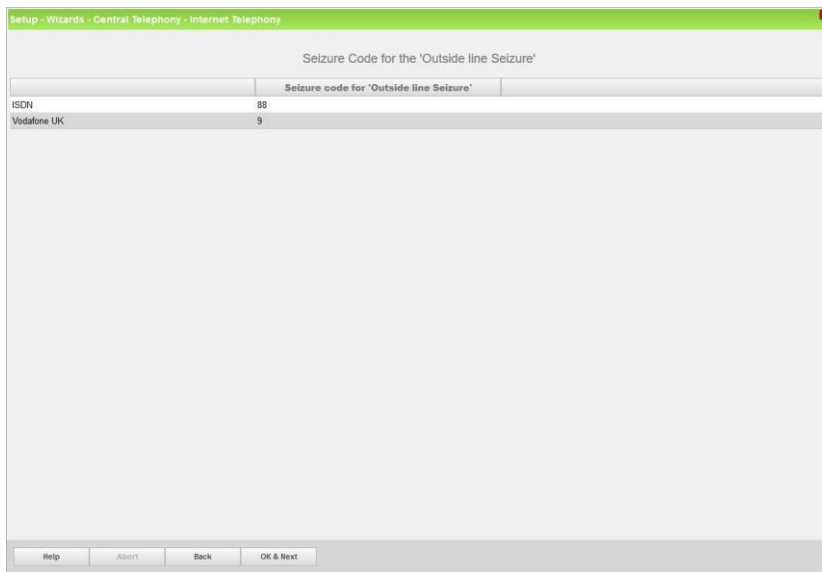 Setup - Wizards - Central Telephony - Internet Telephony
Seizure Code for the 'Outside line Seizure'
Seizure code for 'Outside line Seizure'
ISDN 88
Vodafone UK 9
Help Abort Back OK & Next